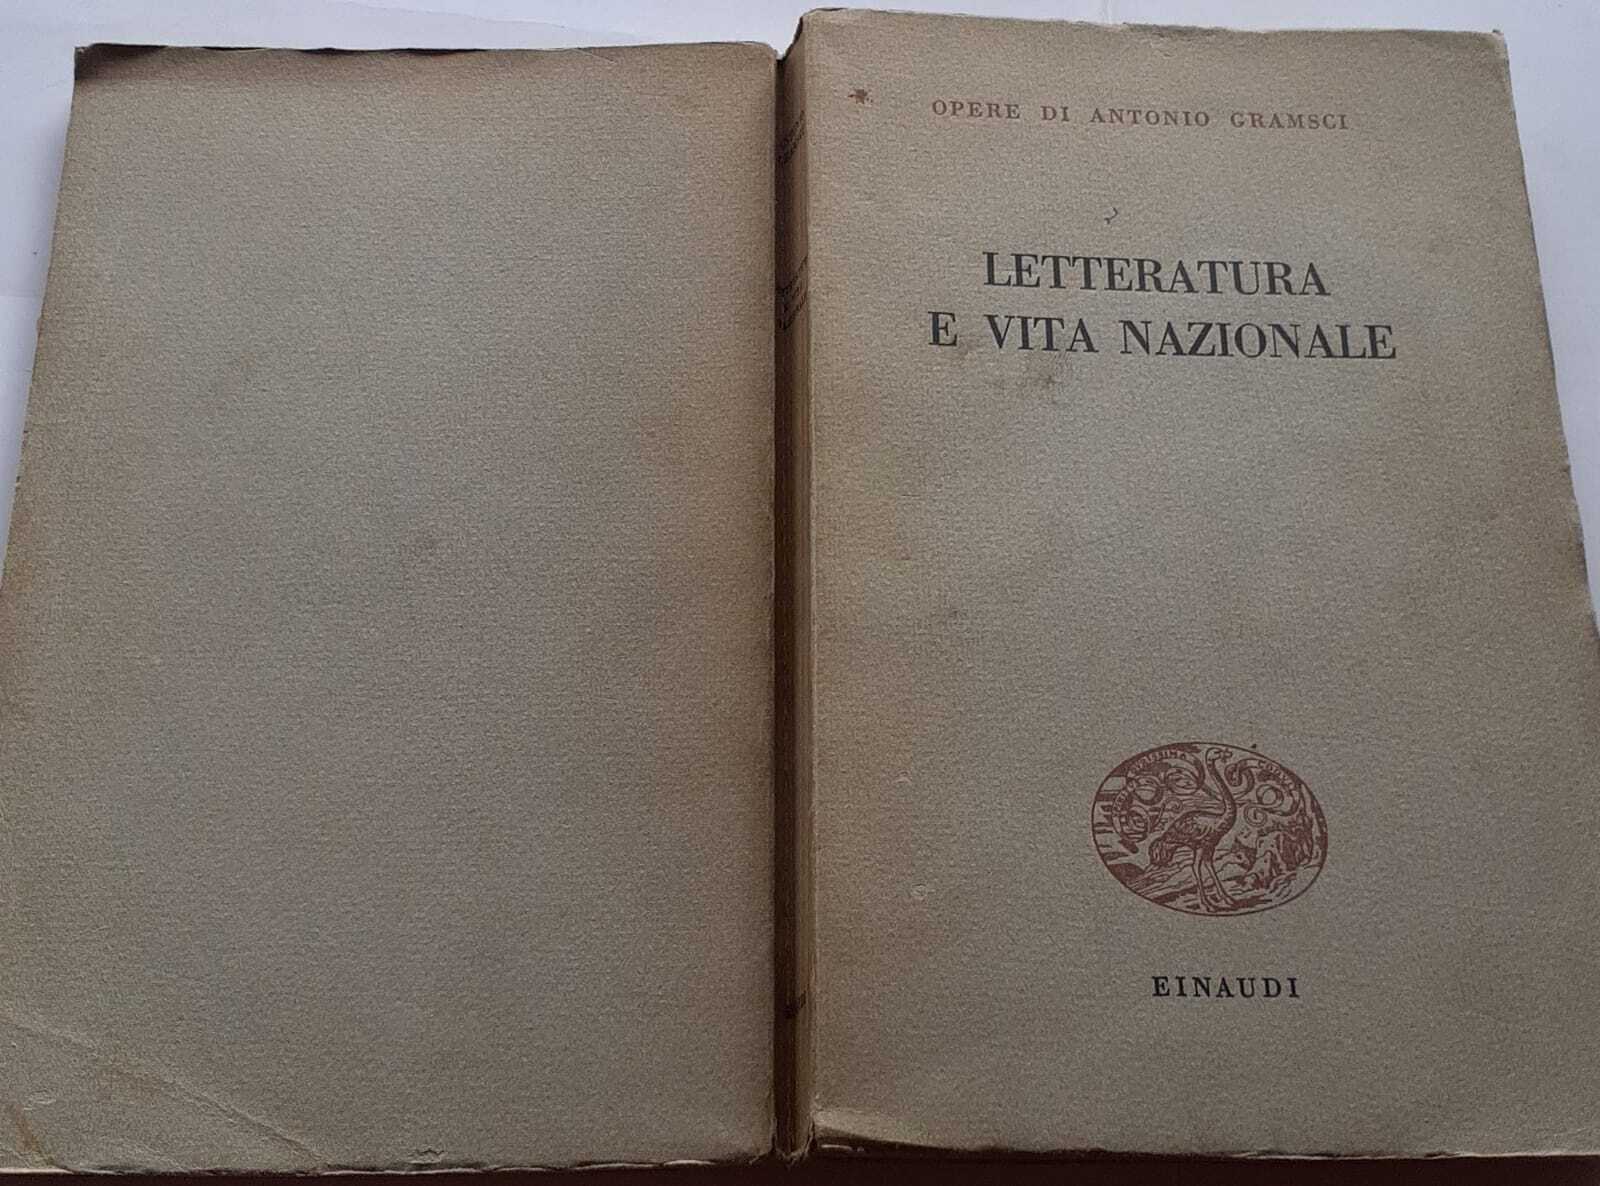 OPERE DI ANTONIO GRAMSCI
LETTERATURA
E VITA NAZIONALE
EINAUDI